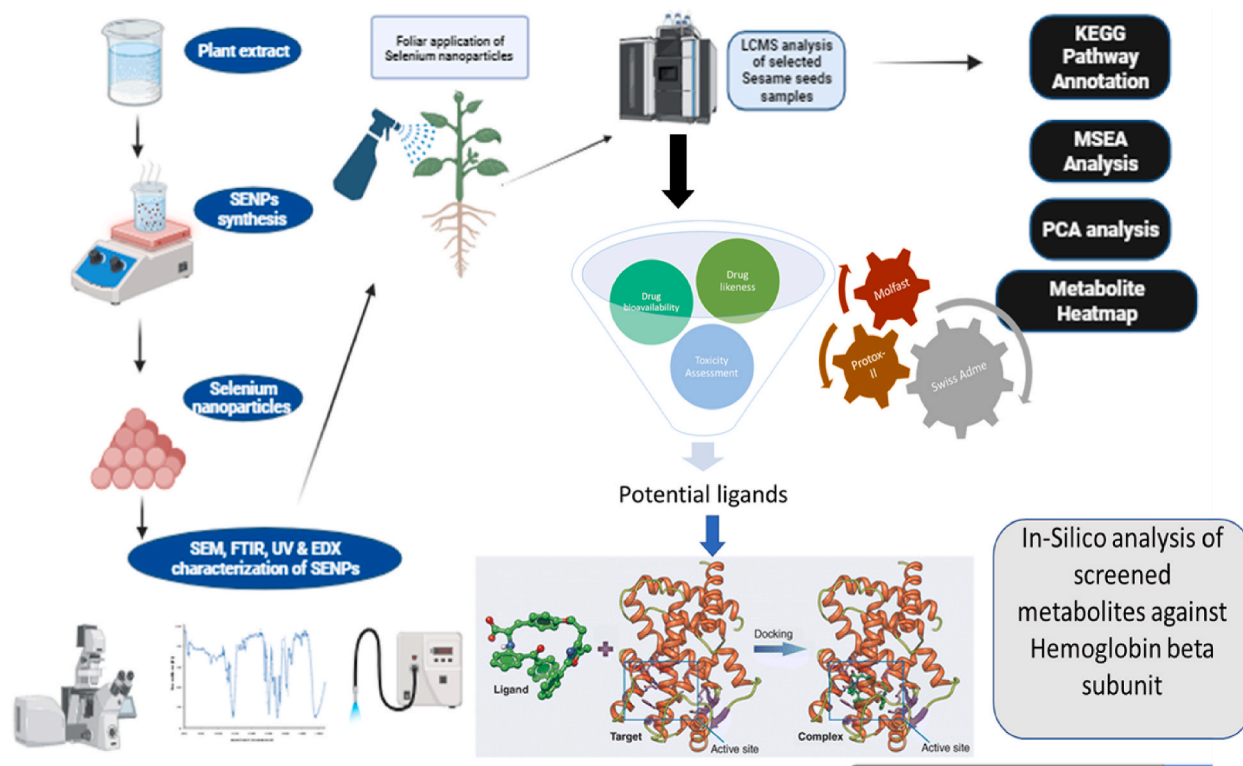 Plant extract
SENPs
synthesis
Selenium
nanoparticles
SEM, FTIR, UV & EDX
characterization of SENPs
Foliar application of
Selenium nanoparticles
LCMS analysis
of selected
Sesame seeds
samples
KEGG
Pathway
Annotation
MSEA
Analysis
PCA analysis
Metabolite
Heatmap
Drug
bioavailability
Drug
likeness
Toxicity
Assessment
Molfast
Protox-
II
Swiss Adme
Potential ligands
Ligand
Target
Active site
Docking
Complex
Active site
In-Silico analysis of
screened
metabolites against
Hemoglobin beta
subunit